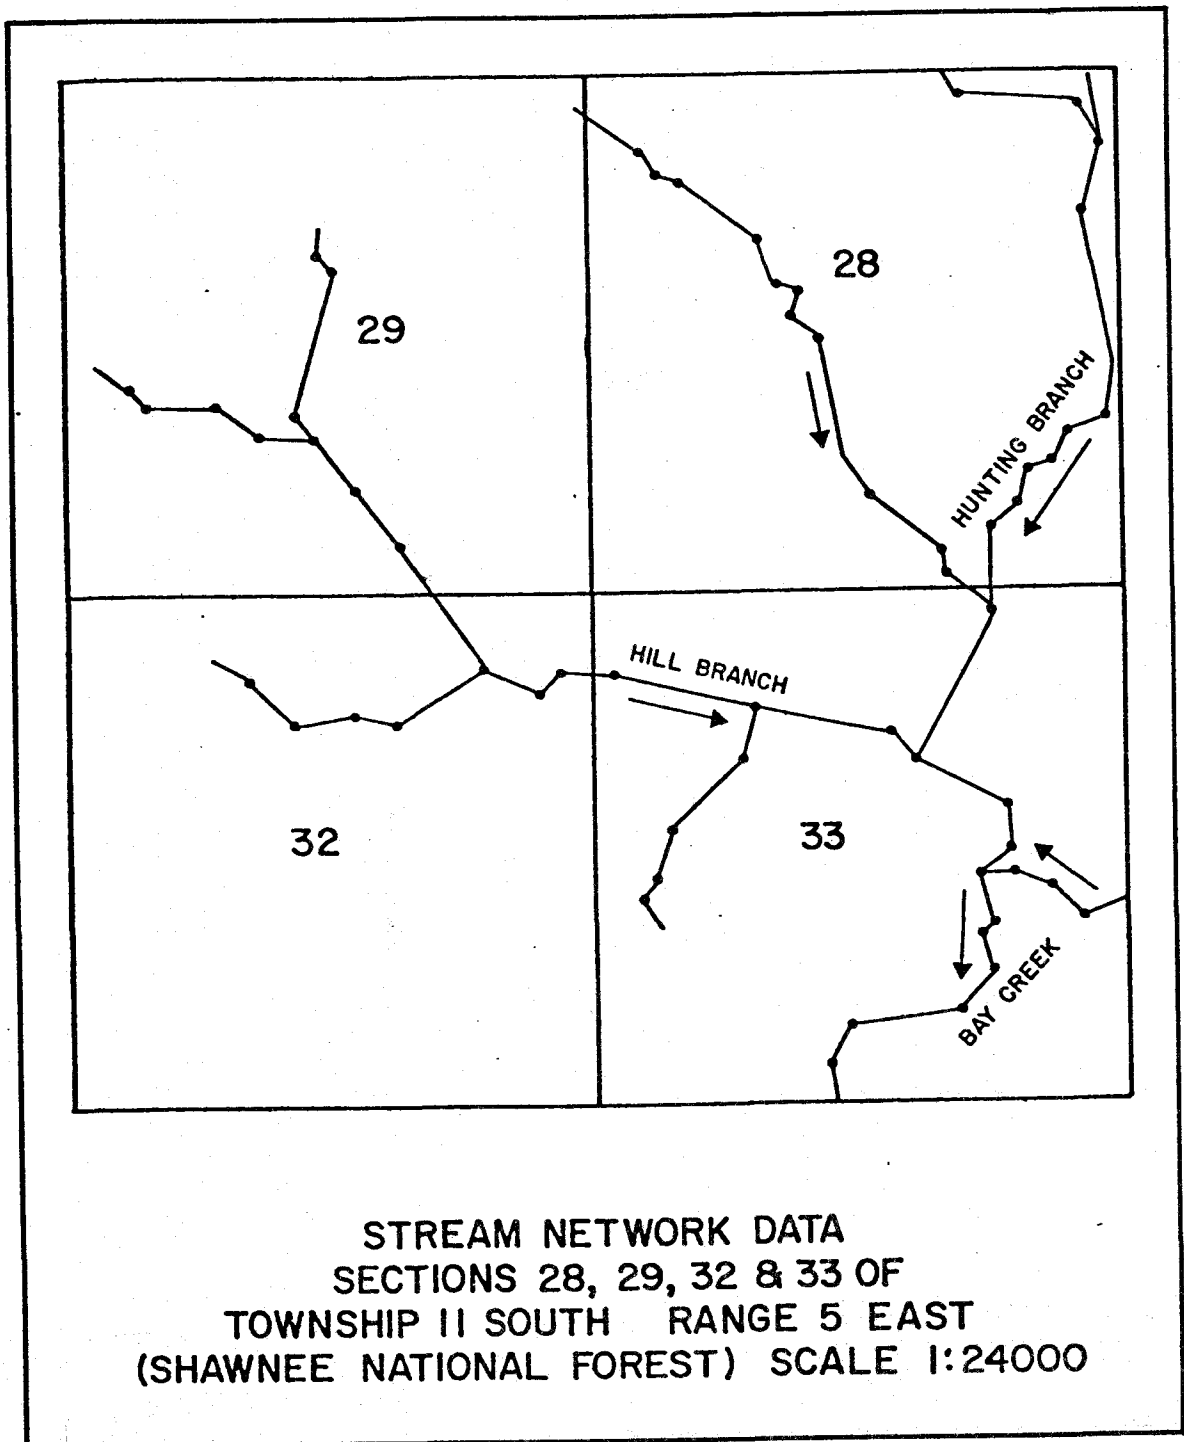 28
29
HUNTING BRANCH
HILL BRANCH
32
33
BAY CREEK
STREAM NETWORK DATA
SECTIONS 28, 29, 32 & 33 OF
TOWNSHIP 11 SOUTH RANGE 5 EAST
(SHAWNEE NATIONAL FOREST) SCALE 1:24000